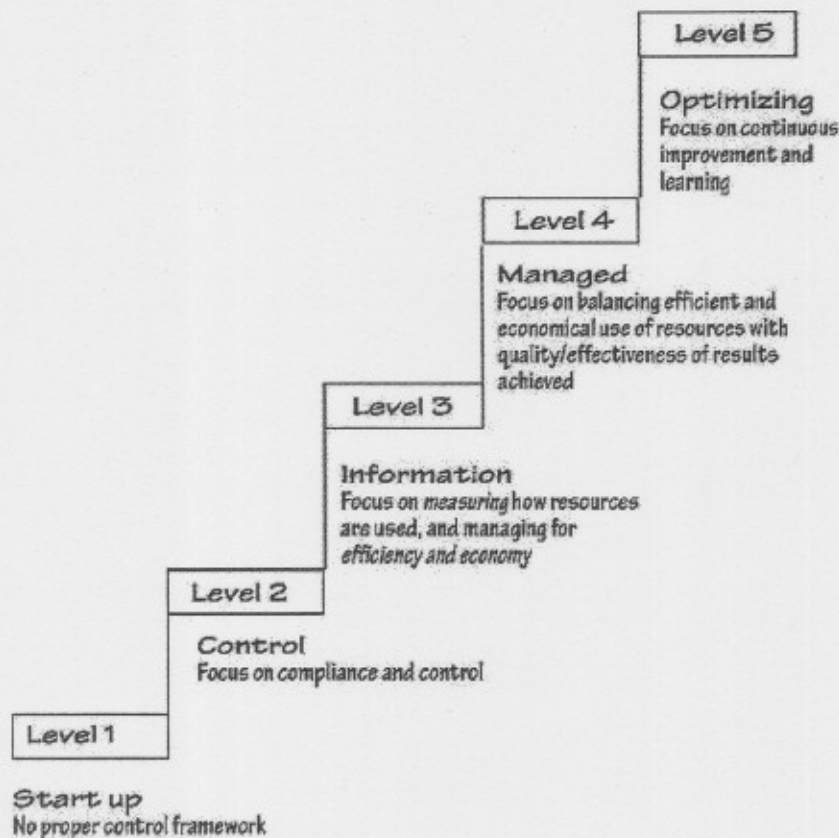 Level 5
Optimizing
Focus on continuous
improvement and
learning
Level 4
Managed
Focus on balancing efficient and
economical use of resources with
quality/effectiveness of results
achieved
Level 3
Information
Focus on measuring how resources
are used, and managing for
efficiency and economy
Level 2
Control
Focus on compliance and control
Level 1
Start up
No proper control framework